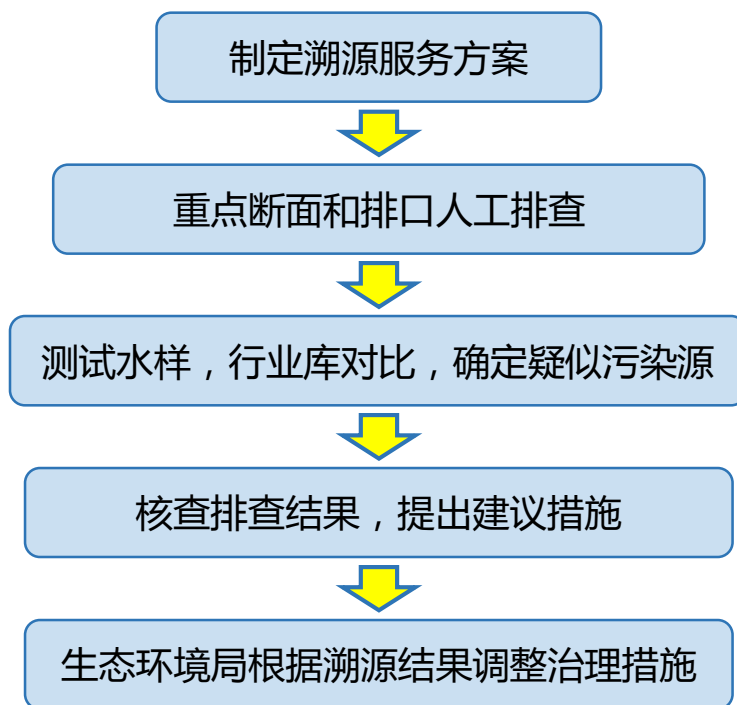 制定溯源服务方案
重点断面和排口人工排查
测试水样，行业库对比，确定疑似污染源
核查排查结果，提出建议措施
生态环境局根据溯源结果调整治理措施